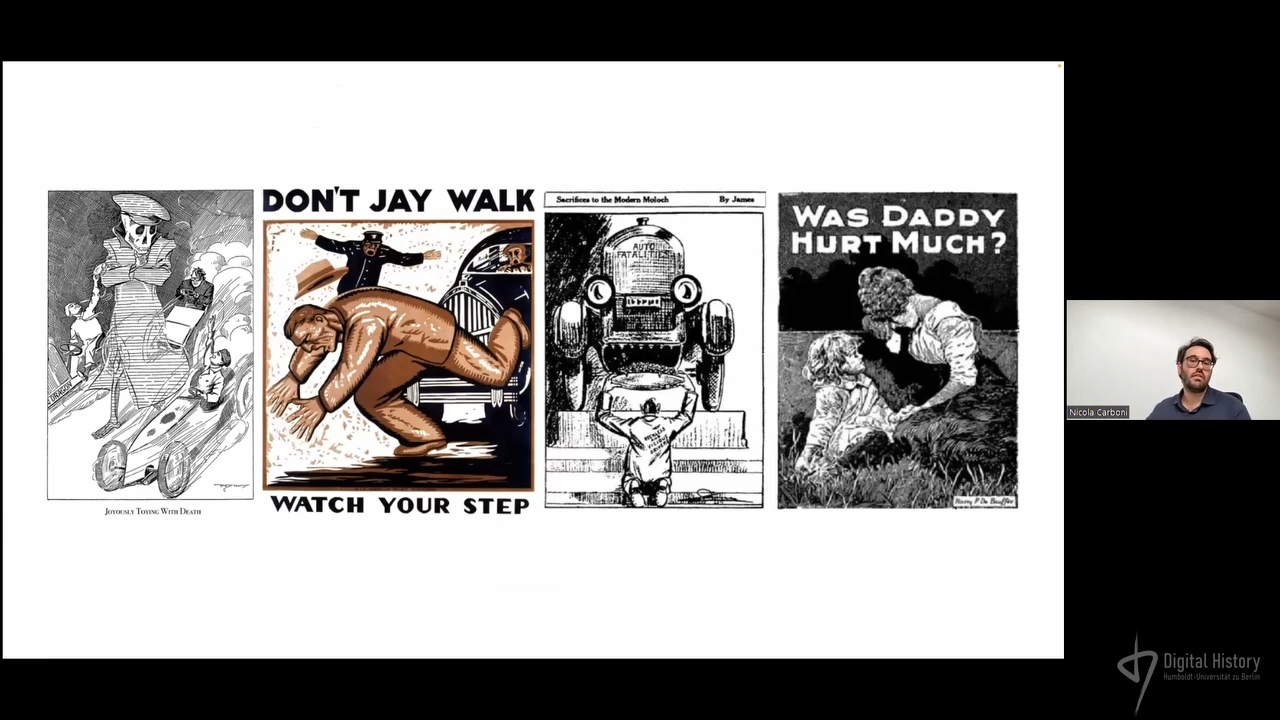 JOYOUSLY TOYING WITH DEATH
DON'T JAY WALK
WATCH YOUR STEP
Sacrifices to the Modern Moloch By James
AUTO
FATALITIES
WAS DADDY
HURT MUCH?
Nicola Carboni
Digital History
Humboldt-Universität zu Berlin